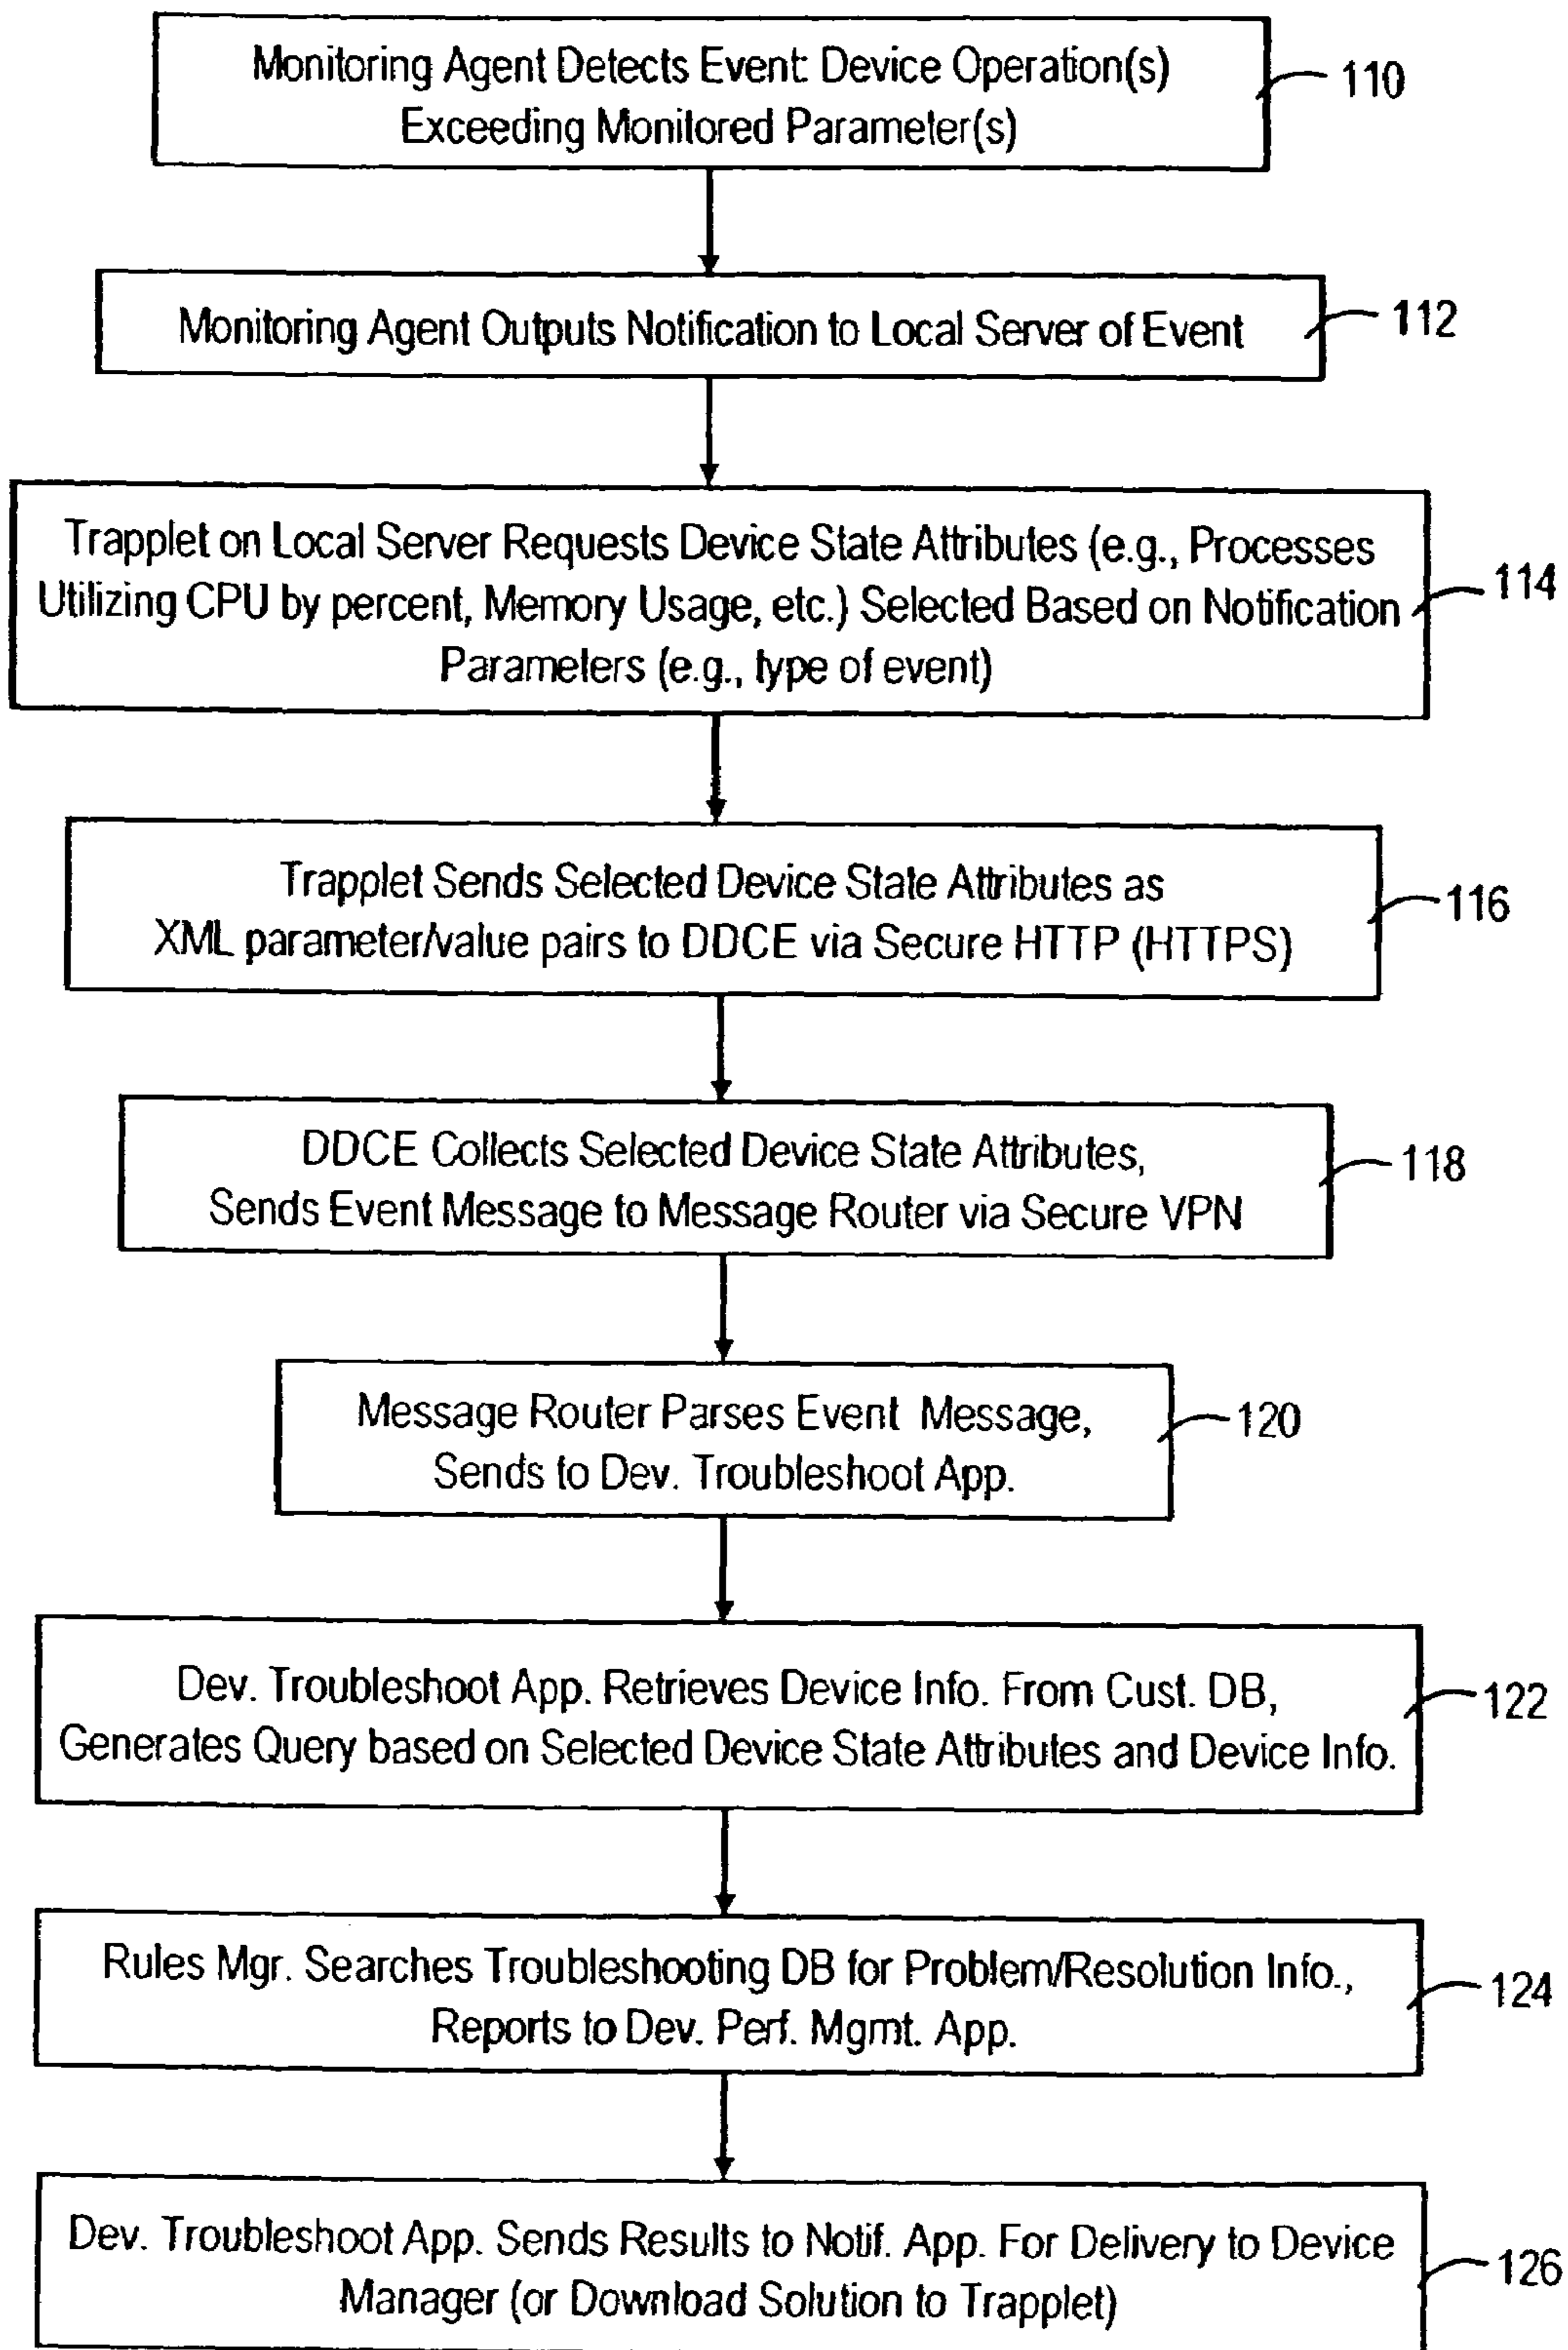 Monitoring Agent Detects Event: Device Operation(s)
Exceeding Monitored Parameter(s)
110
Monitoring Agent Outputs Notification to Local Server of Event
112
Trapplet on Local Server Requests Device State Attributes (e.g., Processes
Utilizing CPU by percent, Memory Usage, etc.) Selected Based on Notification
Parameters (e.g., type of event)
114
Trapplet Sends Selected Device State Attributes as
XML parameter/value pairs to DDCE via Secure HTTP (HTTPS)
116
DDCE Collects Selected Device State Attributes,
Sends Event Message to Message Router via Secure VPN
118
Message Router Parses Event Message,
Sends to Dev. Troubleshoot App.
120
Dev. Troubleshoot App. Retrieves Device Info. From Cust. DB,
Generates Query based on Selected Device State Attributes and Device Info.
122
Rules Mgr. Searches Troubleshooting DB for Problem/Resolution Info.,
Reports to Dev. Perf. Mgmt. App.
124
Dev. Troubleshoot App. Sends Results to Notif. App. For Delivery to Device
Manager (or Download Solution to Trapplet)
126